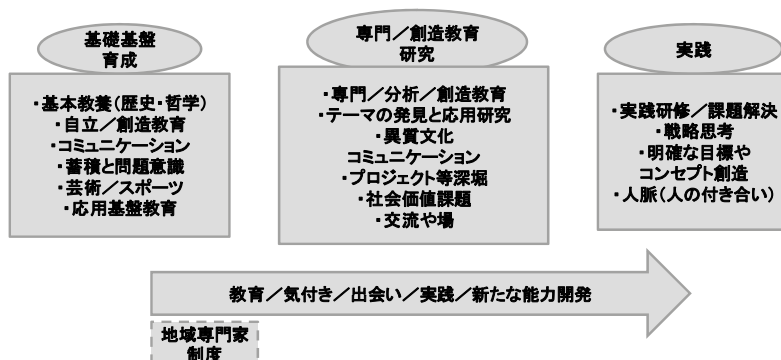 基礎基盤
育成
・基本教養(歴史・哲学)
・自立／創造教育
・コミュニケーション
・蓄積と問題意識
・芸術／スポーツ
・応用基盤教育
専門／創造教育
研究
・専門／分析／創造教育
・テーマの発見と応用研究
・異質文化
コミュニケーション
・プロジェクト等深堀
・社会価値課題
・交流や場
実践
・実践研修／課題解決
・戦略思考
・明確な目標や
コンセプト創造
・人脈(人の付き合い)
教育／気付き／出会い／実践／新たな能力開発
地域専門家
制度